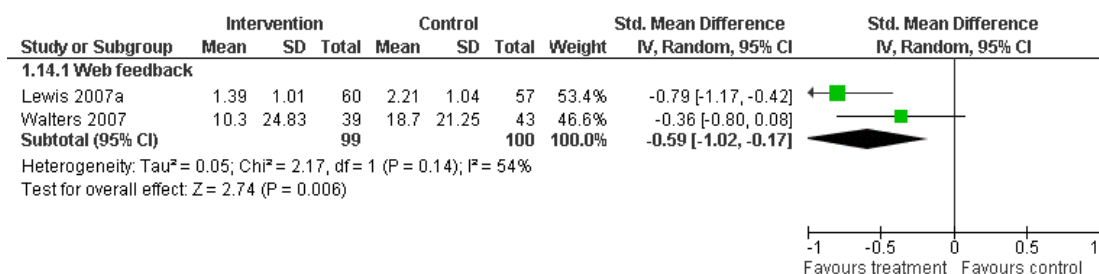 Intervention Control Std. Mean Difference Std. Mean Difference
Study or Subgroup Mean SD Total Mean SD Total Weight IV, Random, 95% CI IV, Random, 95% CI
1.14.1 Web feedback
Lewis 2007a 1.39 1.01 60 2.21 1.04 57 53.4% -0.79 [-1.17, -0.42]
Walters 2007 10.3 24.83 39 18.7 21.25 43 46.6% -0.36 [-0.80, 0.08]
Subtotal (95% CI) 99 100 100.0% -0.59 [-1.02, -0.17]
Heterogeneity: Tau² = 0.05; Chi² = 2.17, df = 1 (P = 0.14); I² = 54%
Test for overall effect: Z = 2.74 (P = 0.006)
-1 -0.5 0 0.5 1
Favours treatment Favours control